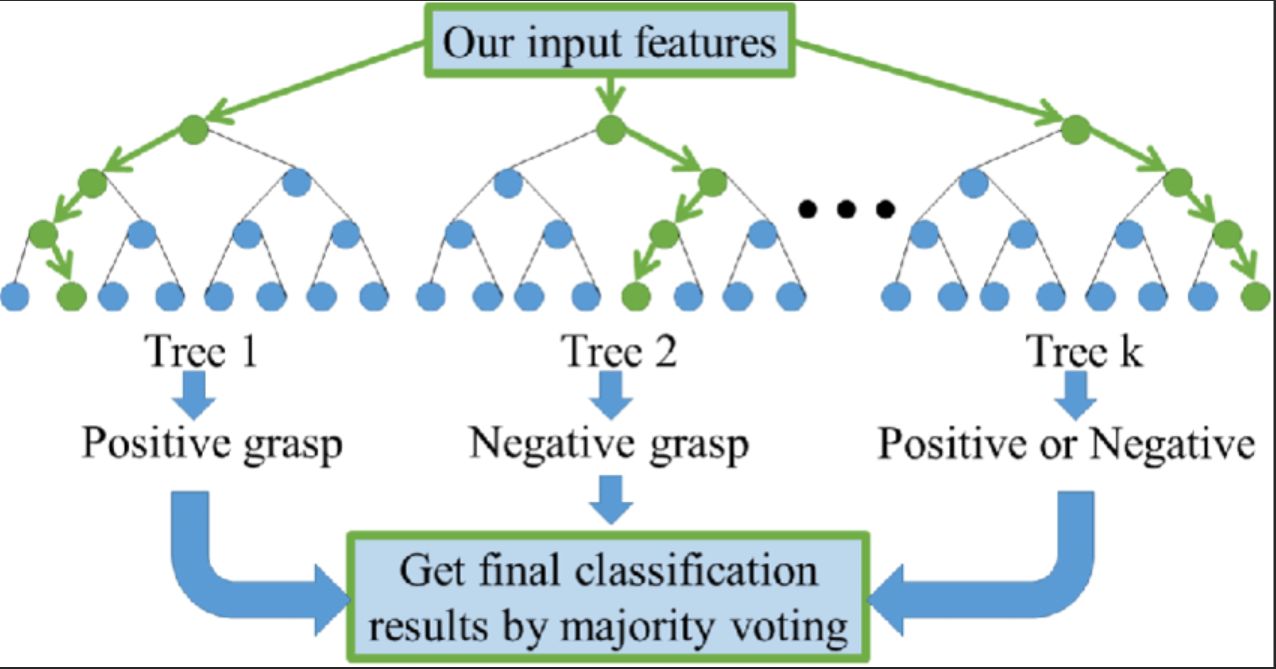 Our input features
Tree 1
Tree 2
Tree k
Positive grasp
Negative grasp
Positive or Negative
Get final classification
results by majority voting